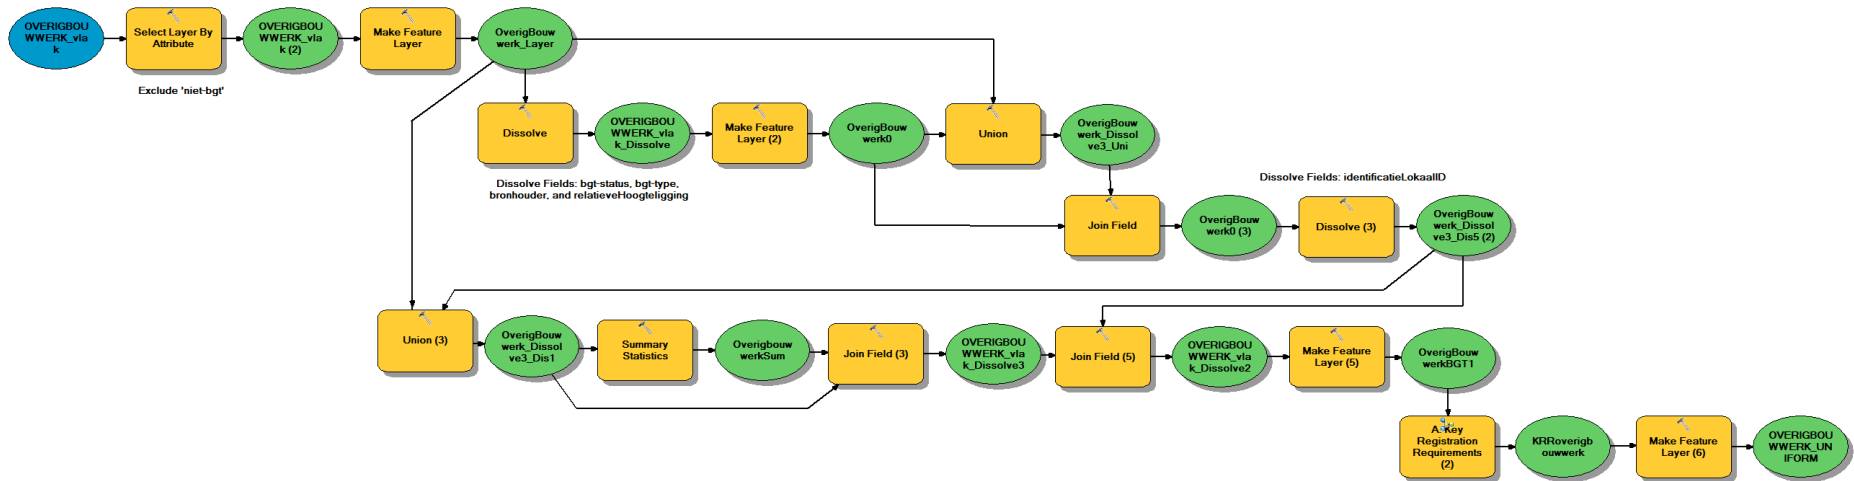 OVERIGBOU
WWERK_vla
k
Select Layer By
Attribute
OVERIGBOU
WWERK_vla
k (2)
Make Feature
Layer
OverigBouw
werk_Layer
Exclude 'niet-bgt'
Dissolve
OVERIGBOU
WWERK_vla
k_Dissolve
Make Feature
Layer (2)
OverigBouw
werk0
Union
OverigBouw
werk_Dissol
ve3_Uni
Dissolve Fields: bgt-status, bgt-type,
bronhouder, and relatieveHoogteligging
Dissolve Fields: identificatieLokaalID
Join Field
OverigBouw
werk0 (3)
Dissolve (3)
OverigBouw
werk_Dissol
ve3_Dis5 (2)
Union (3)
OverigBouw
werk_Dissol
ve3_Dis1
Summary
Statistics
Overigbouw
werkSum
Join Field (3)
OVERIGBOU
WWERK_vla
k_Dissolve3
Join Field (5)
OVERIGBOU
WWERK_vla
k_Dissolve2
Make Feature
Layer (5)
OverigBouw
werkBGT1
A. Key
Registration
Requirements
(2)
KRRoverigb
ouwwerk
Make Feature
Layer (6)
OVERIGBOU
WWERK_UN
IFORM